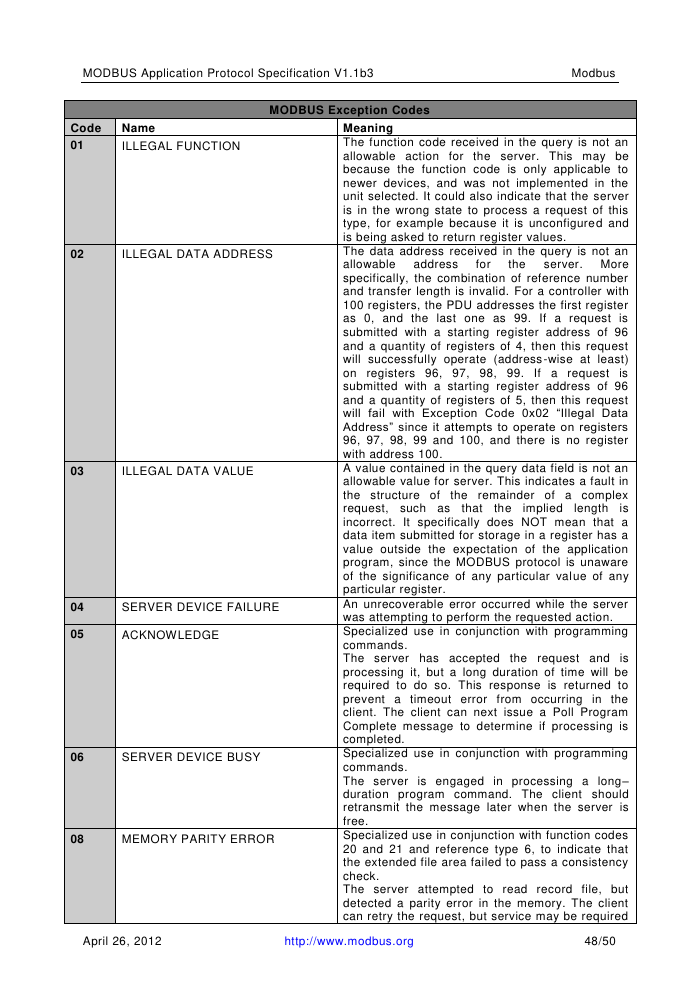 MODBUS Application Protocol Specification V1.1b3 Modbus
MODBUS Exception Codes
Code Name Meaning
01 ILLEGAL FUNCTION The function code received in the query is not an
allowable action for the server. This may be
because the function code is only applicable to
newer devices, and was not implemented in the
unit selected. It could also indicate that the server
is in the wrong state to process a request of this
type, for example because it is unconfigured and
is being asked to return register values.
02 ILLEGAL DATA ADDRESS The data address received in the query is not an
allowable address for the server. More
specifically, the combination of reference number
and transfer length is invalid. For a controller with
100 registers, the PDU addresses the first register
as 0, and the last one as 99. If a request is
submitted with a starting register address of 96
and a quantity of registers of 4, then this request
will successfully operate (address-wise at least)
on registers 96, 97, 98, 99. If a request is
submitted with a starting register address of 96
and a quantity of registers of 5, then this request
will fail with Exception Code 0x02 “Illegal Data
Address” since it attempts to operate on registers
96, 97, 98, 99 and 100, and there is no register
with address 100.
03 ILLEGAL DATA VALUE A value contained in the query data field is not an
allowable value for server. This indicates a fault in
the structure of the remainder of a complex
request, such as that the implied length is
incorrect. It specifically does NOT mean that a
data item submitted for storage in a register has a
value outside the expectation of the application
program, since the MODBUS protocol is unaware
of the significance of any particular value of any
particular register.
04 SERVER DEVICE FAILURE An unrecoverable error occurred while the server
was attempting to perform the requested action.
05 ACKNOWLEDGE Specialized use in conjunction with programming
commands.
The server has accepted the request and is
processing it, but a long duration of time will be
required to do so. This response is returned to
prevent a timeout error from occurring in the
client. The client can next issue a Poll Program
Complete message to determine if processing is
completed.
06 SERVER DEVICE BUSY Specialized use in conjunction with programming
commands.
The server is engaged in processing a long–
duration program command. The client should
retransmit the message later when the server is
free.
08 MEMORY PARITY ERROR Specialized use in conjunction with function codes
20 and 21 and reference type 6, to indicate that
the extended file area failed to pass a consistency
check.
The server attempted to read record file, but
detected a parity error in the memory. The client
can retry the request, but service may be required
April 26, 2012 http://www.modbus.org 48/50